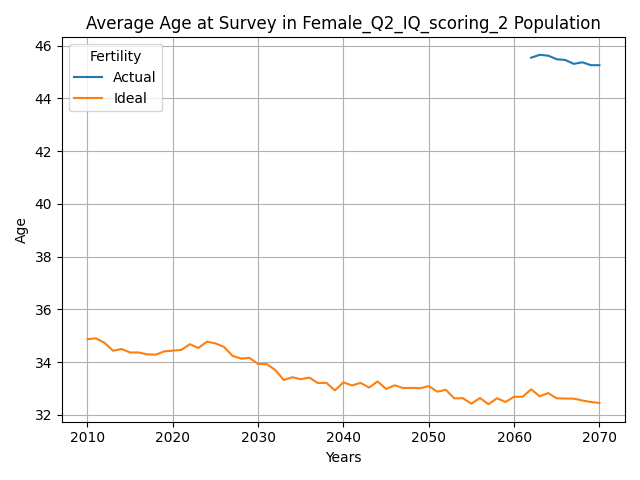 Average Age at Survey in Female_Q2_IQ_scoring_2 Population
Fertility
Actual
Ideal
Age
46
44
42
40
38
36
34
32
2010 2020 2030 2040 2050 2060 2070
Years